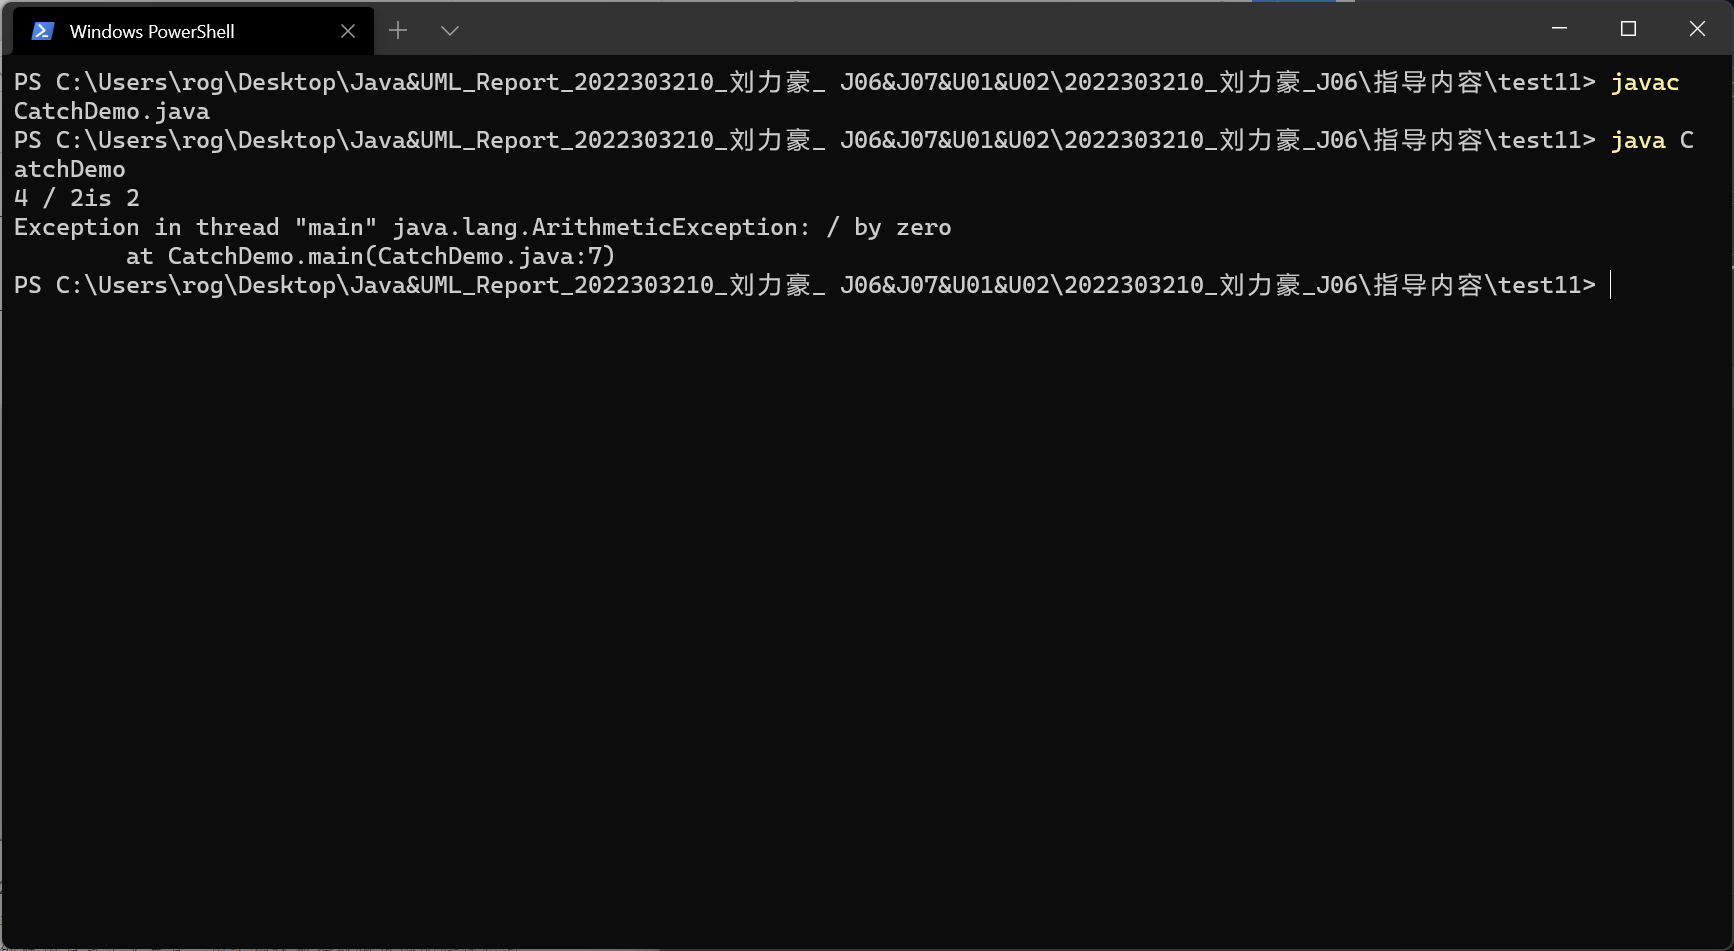 Windows PowerShell
PS C:\Users\rog\Desktop\Java&UML_Report_2022303210_刘力豪_ J06&J07&U01&U02\2022303210_刘力豪_J06\指导内容\test11> javac
CatchDemo.java
PS C:\Users\rog\Desktop\Java&UML_Report_2022303210_刘力豪_ J06&J07&U01&U02\2022303210_刘力豪_J06\指导内容\test11> java C
atchDemo
4 / 2is 2
Exception in thread "main" java.lang.ArithmeticException: / by zero
        at CatchDemo.main(CatchDemo.java:7)
PS C:\Users\rog\Desktop\Java&UML_Report_2022303210_刘力豪_ J06&J07&U01&U02\2022303210_刘力豪_J06\指导内容\test11>